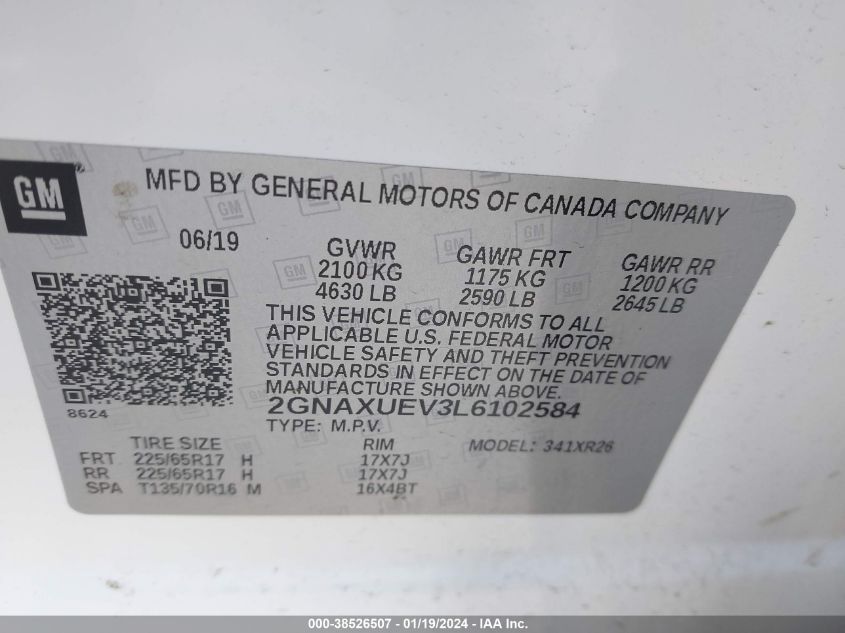 GM
MFD BY GENERAL MOTORS OF CANADA COMPANY
06/19
GVWR
2100 KG
4630 LB
GAWR FRT
1175 KG
2590 LB
GAWR RR
1200 KG
2645 LB
THIS VEHICLE CONFORMS TO ALL
APPLICABLE U.S. FEDERAL MOTOR
VEHICLE SAFETY AND THEFT PREVENTION
STANDARDS IN EFFECT ON THE DATE OF
MANUFACTURE SHOWN ABOVE.
8624
2GNAXUEV3L6102584
TYPE: M.P.V.
MODEL: 341XR26
TIRE SIZE RIM
FRT 225/65R17 H 17X7J
RR 225/65R17 H 17X7J
SPA T135/70R16 M 16X4BT
000-38526507 - 01/19/2024 - IAA Inc.